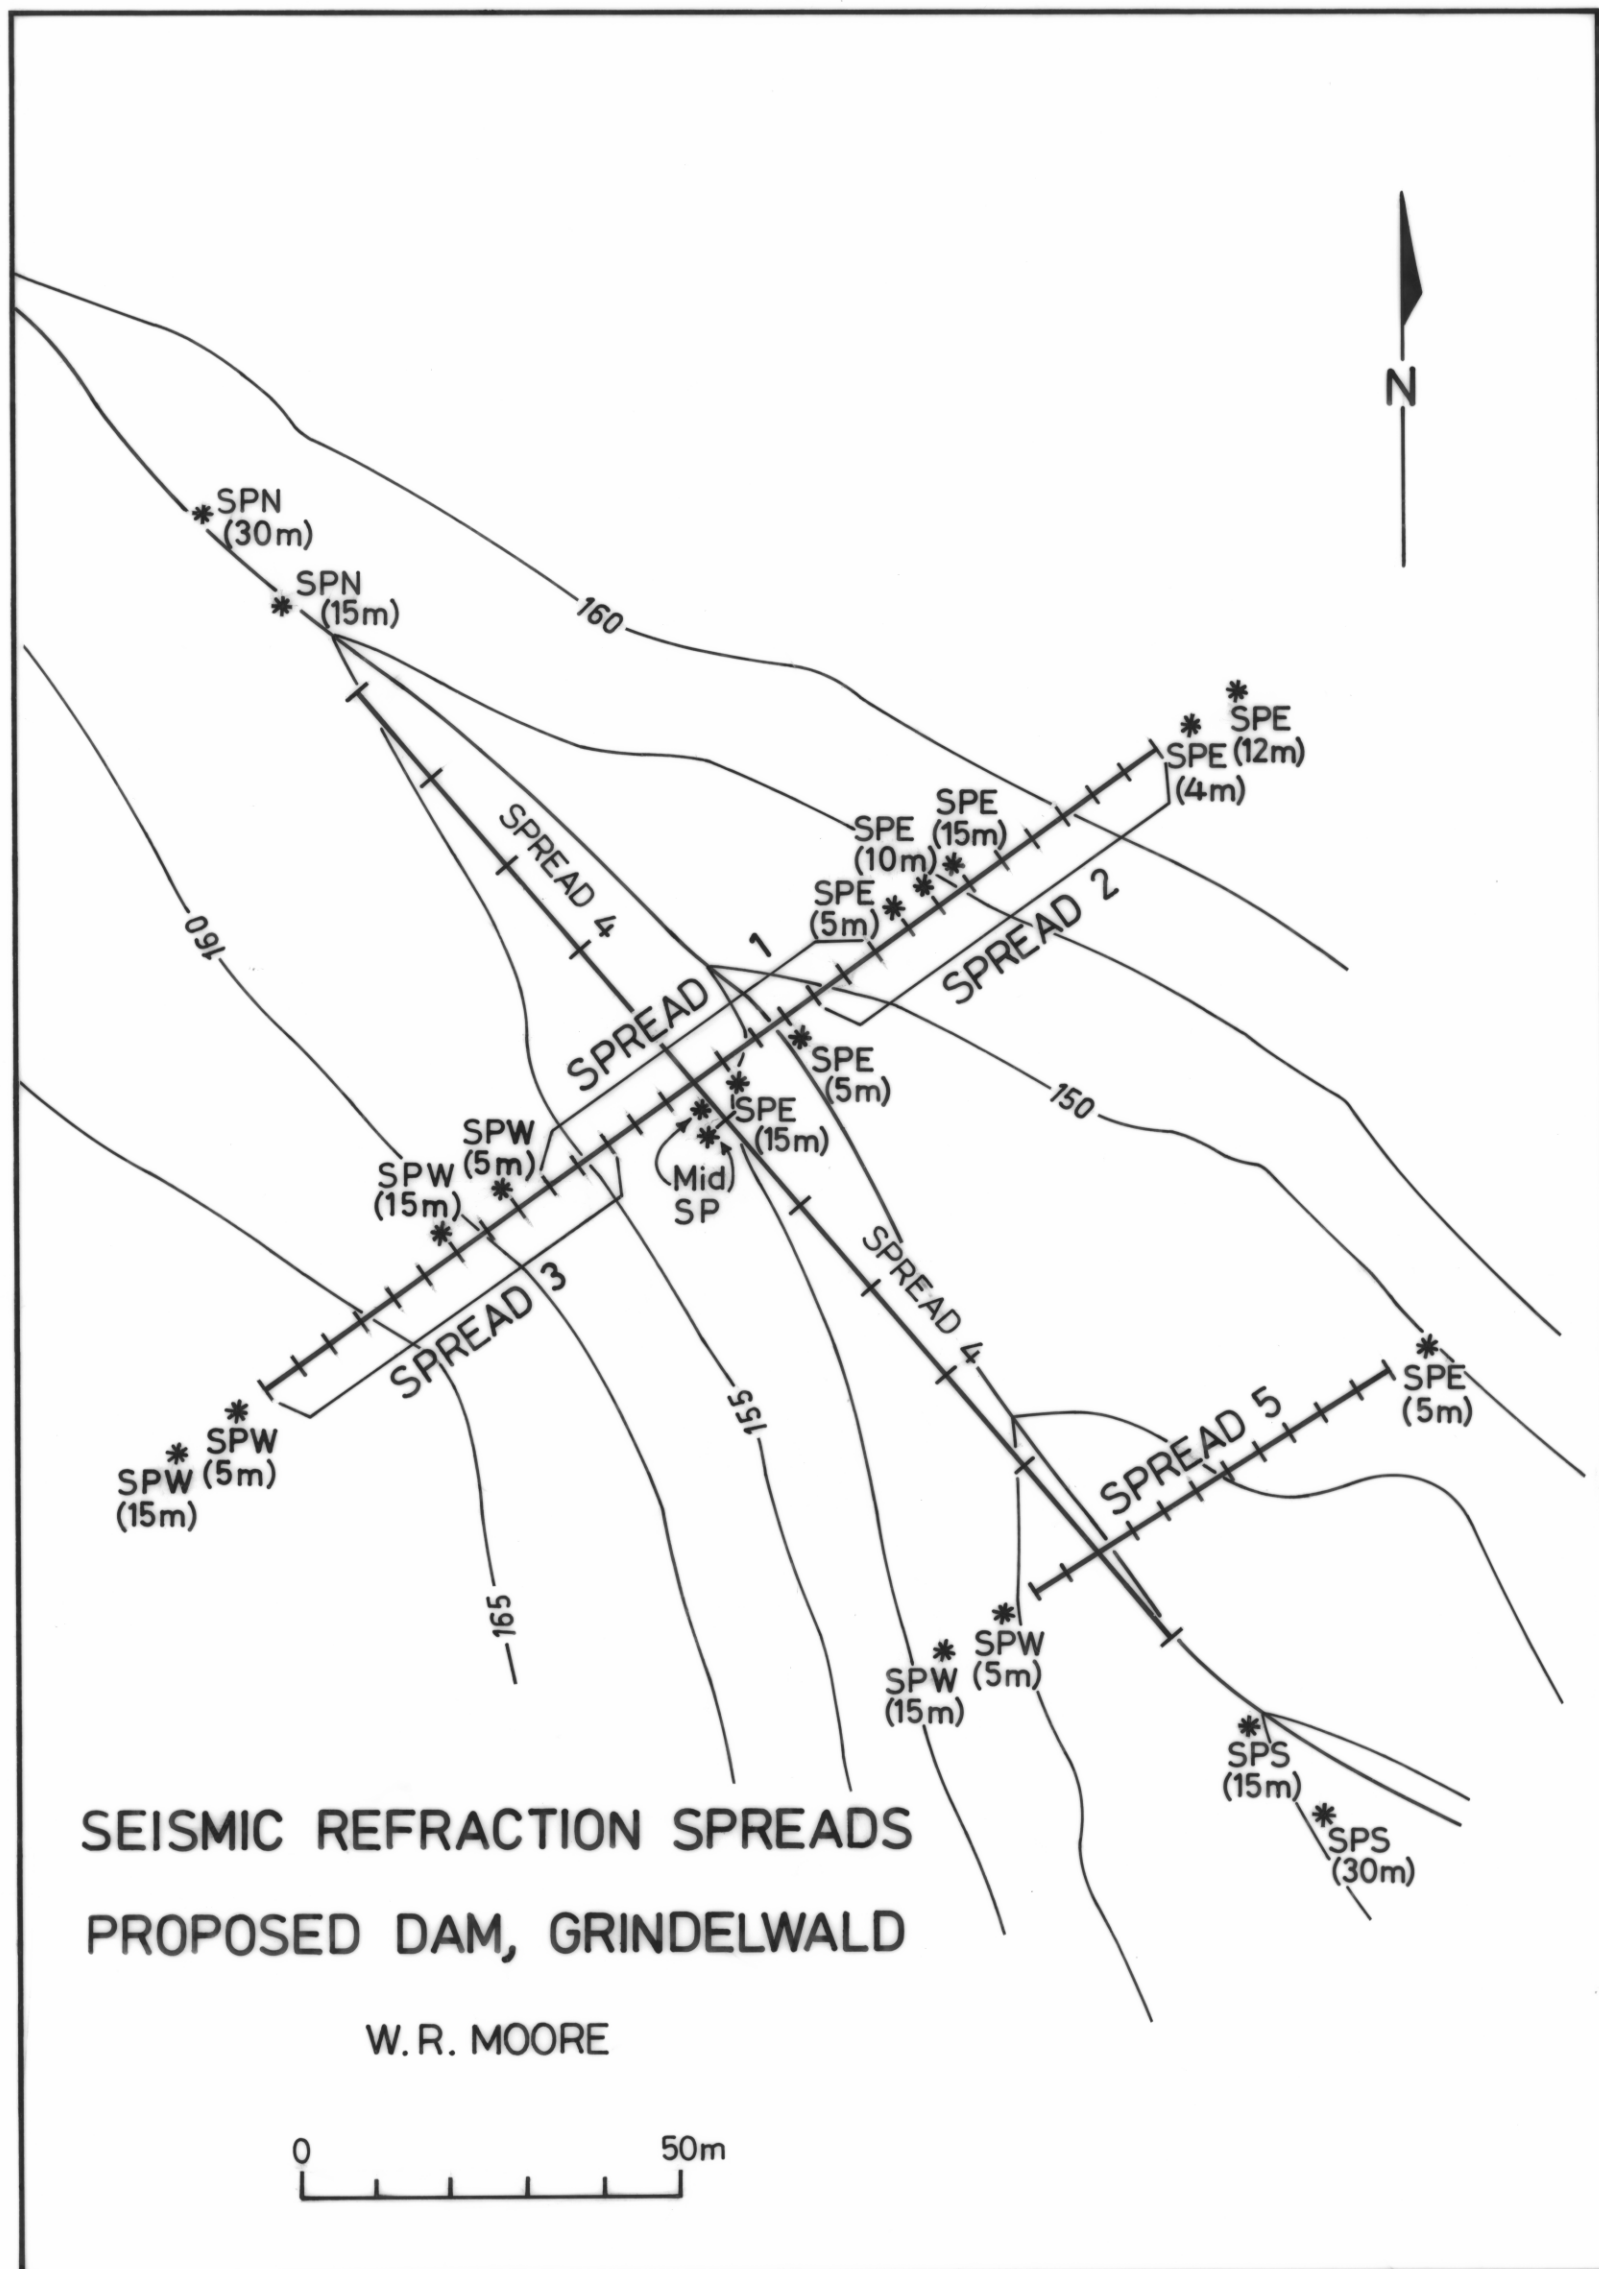 N
SPN
(30m)
SPN
(15m)
160
SPE
(12m)
SPE
(4m)
SPE
(15m)
SPE
(10m)
SPE
(5m)
SPREAD 4
SPREAD 2
SPREAD 1
160
SPE
(5m)
150
SPE
(15m)
SPW
(5m)
SPW
(15m)
Mid
SP
SPREAD 4
SPREAD 3
155
SPE
(5m)
SPREAD 5
SPW
(5m)
SPW
(15m)
165
SPW
(5m)
SPW
(15m)
SPS
(15m)
SPS
(30m)
SEISMIC REFRACTION SPREADS
PROPOSED DAM, GRINDELWALD
W. R. MOORE
0 50m